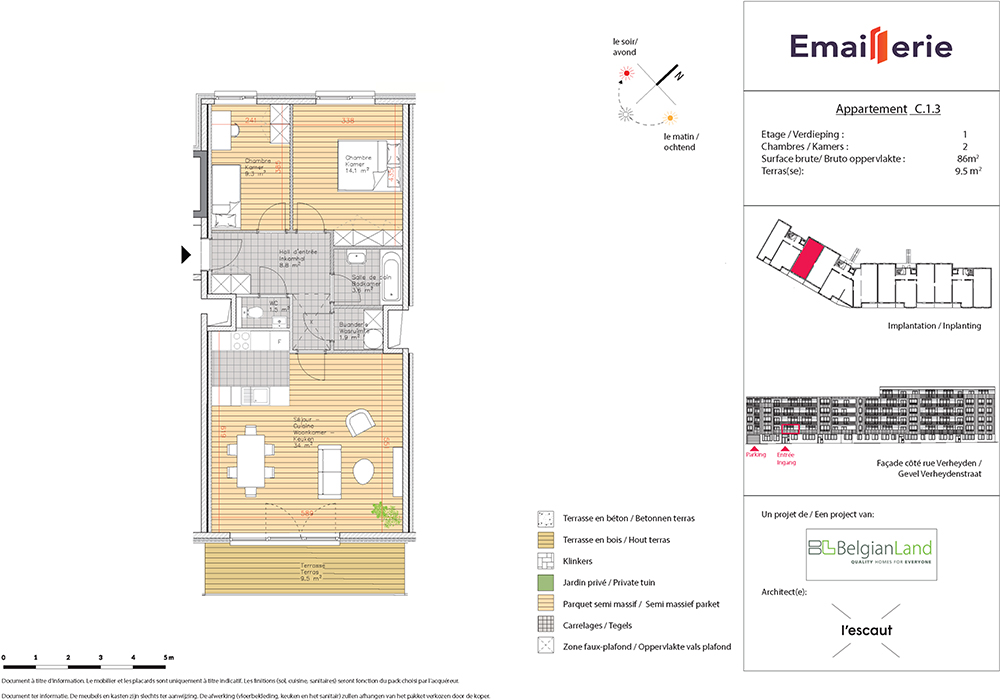 le soir/
avond
N
le matin /
ochtend
241
338
Chambre
Kamer
9.3 m²
385
Chambre
Kamer
14,1 m²
Hall d'entrée
Inkomhal
8.8 m²
Salle de bain
Badkamer
3.8 m²
WC
1.5 m²
Buanderie
Wasruimte
1.9 m²
F
Séjour –
Cuisine
Woonkamer –
Keuken
34 m²
619
551
589
Terrasse
Terras
9.5 m²
Terrasse en béton / Betonnen terras
Terrasse en bois / Hout terras
Klinkers
Jardin privé / Private tuin
Parquet semi massif / Semi massief parket
Carrelages / Tegels
Zone faux-plafond / Oppervlakte vals plafond
0 1 2 3 4 5 m
Document à titre d'information. Le mobilier et les placards sont uniquement à titre indicatif. Les finitions (sol, cuisine, sanitaires) seront fonction du pack choisi par l'acquéreur.
Document ter informatie. De meubels en kasten zijn slechts ter aanwijzing. De afwerking (vloerbekleding, keuken en het sanitair) zullen afhangen van het pakket verkozen door de koper.
Emaillerie
Appartement C.1.3
Etage / Verdieping : 1
Chambres / Kamers : 2
Surface brute/ Bruto oppervlakte : 86m²
Terras(se): 9.5 m²
Implantation / Inplanting
Parking
Entrée
Ingang
Façade côté rue Verheyden /
Gevel Verheydenstraat
Un projet de / Een project van:
BelgianLand
QUALITY HOMES FOR EVERYONE
Architect(e):
l'escaut